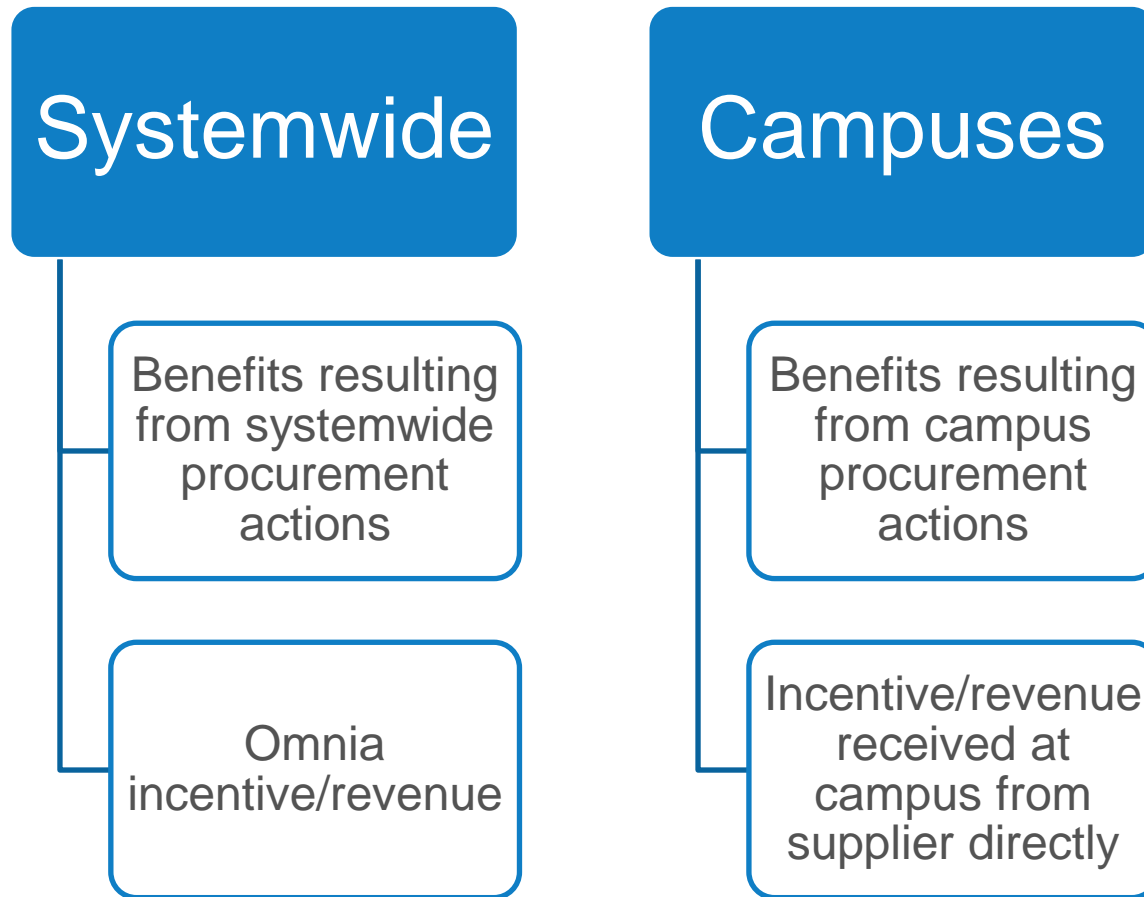 Systemwide
Benefits resulting
from systemwide
procurement
actions
Omnia
incentive/revenue
Campuses
Benefits resulting
from campus
procurement
actions
Incentive/revenue
received at
campus from
supplier directly